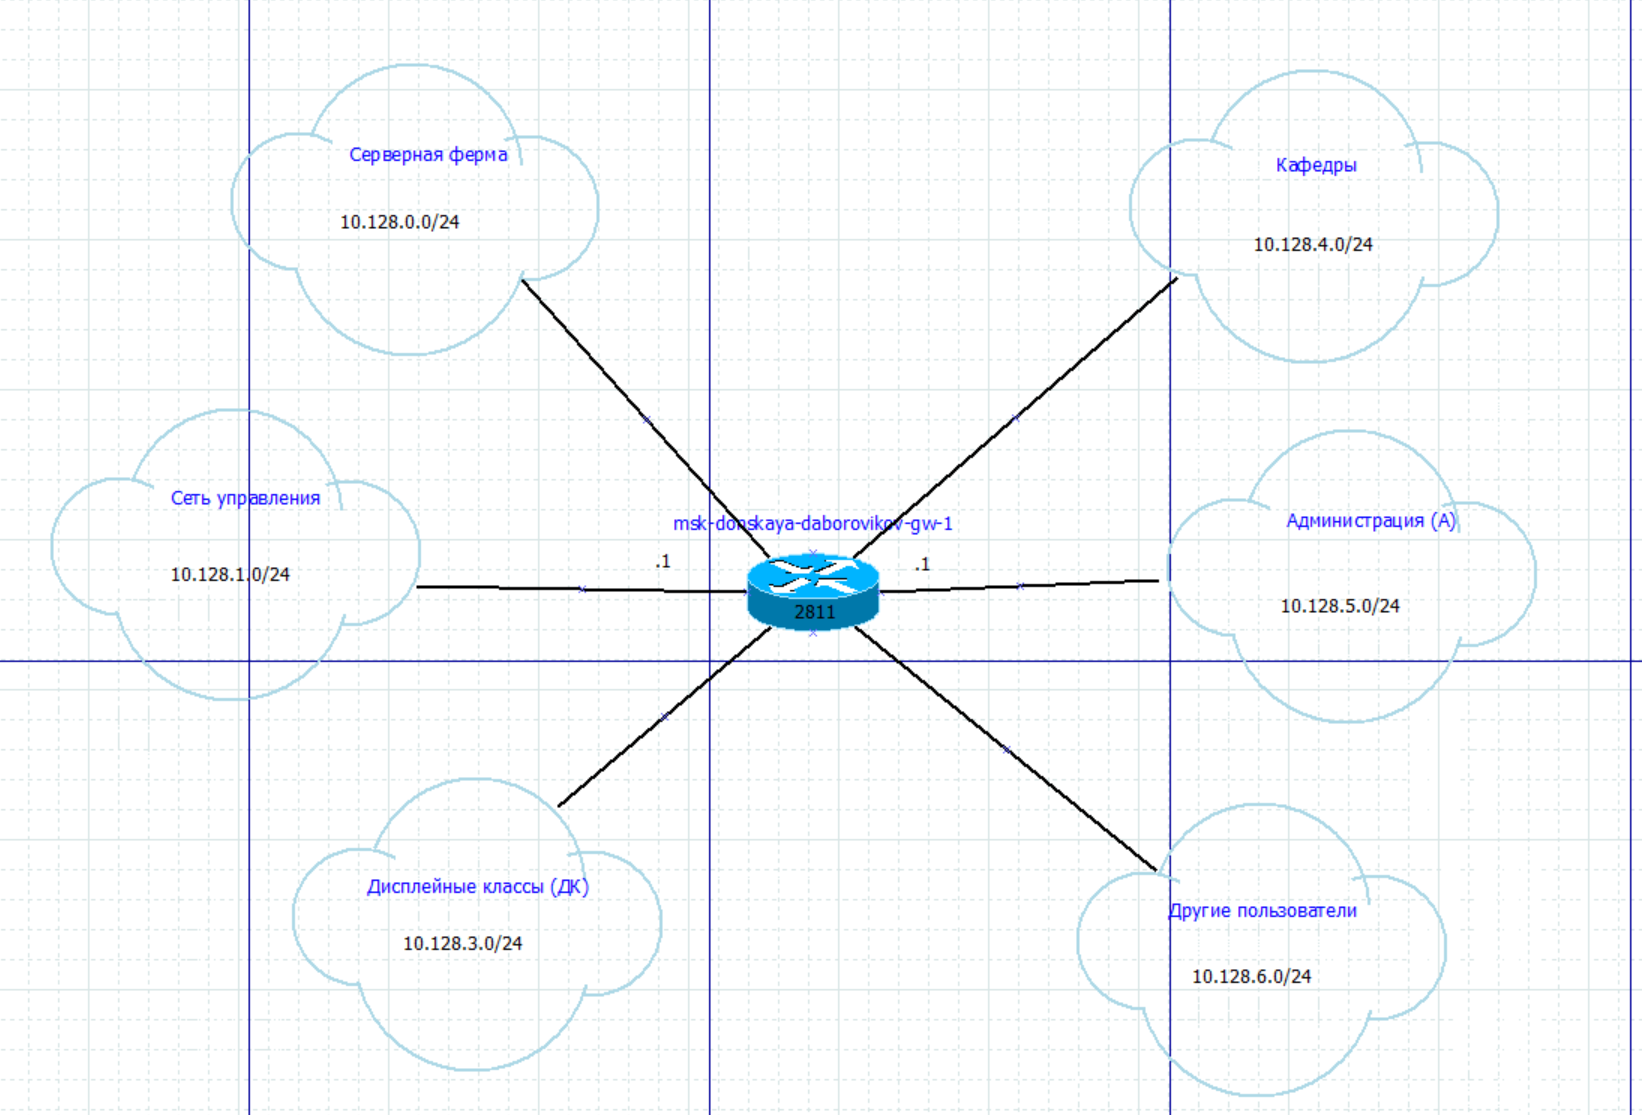 Серверная ферма
10.128.0.0/24
Кафедры
10.128.4.0/24
Сеть управления
10.128.1.0/24
msk-donskaya-daborovikov-gw-1
.1
.1
2811
Администрация (А)
10.128.5.0/24
Дисплейные классы (ДК)
10.128.3.0/24
Другие пользователи
10.128.6.0/24